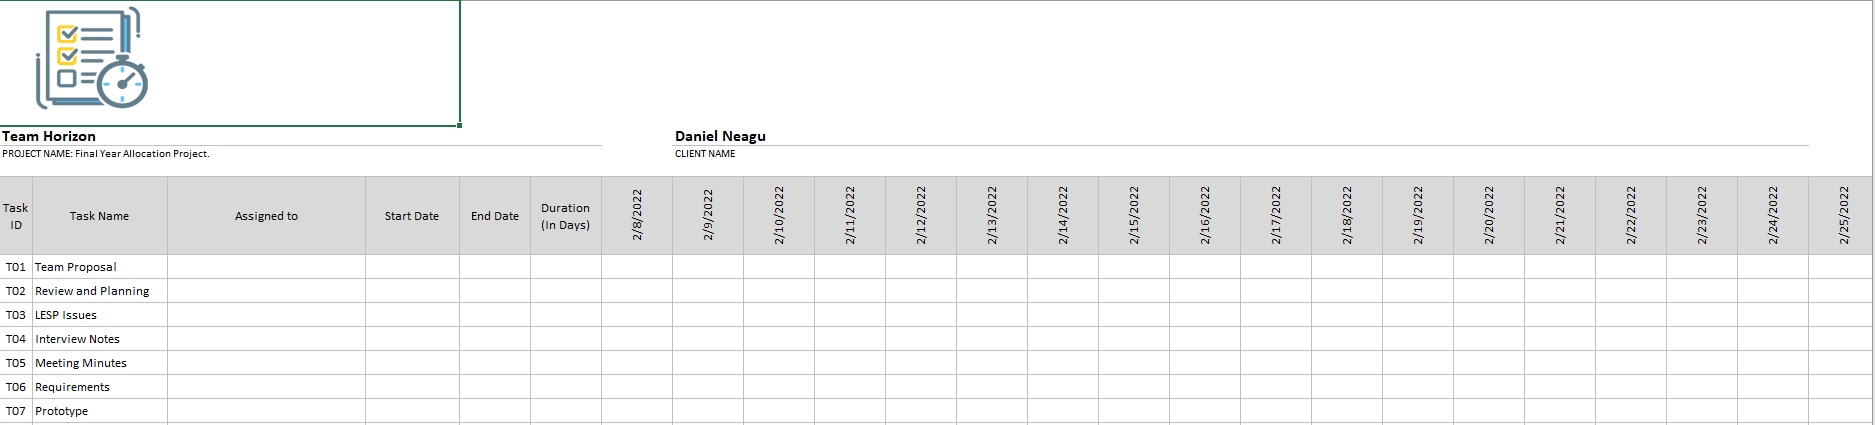 Team Horizon
Daniel Neagu
PROJECT NAME: Final Year Allocation Project.
CLIENT NAME
Task ID
Task Name
Assigned to
Start Date
End Date
Duration (In Days)
2/8/2022
2/9/2022
2/10/2022
2/11/2022
2/12/2022
2/13/2022
2/14/2022
2/15/2022
2/16/2022
2/17/2022
2/18/2022
2/19/2022
2/20/2022
2/21/2022
2/22/2022
2/23/2022
2/24/2022
2/25/2022
T01 Team Proposal
T02 Review and Planning
T03 LESP Issues
T04 Interview Notes
T05 Meeting Minutes
T06 Requirements
T07 Prototype